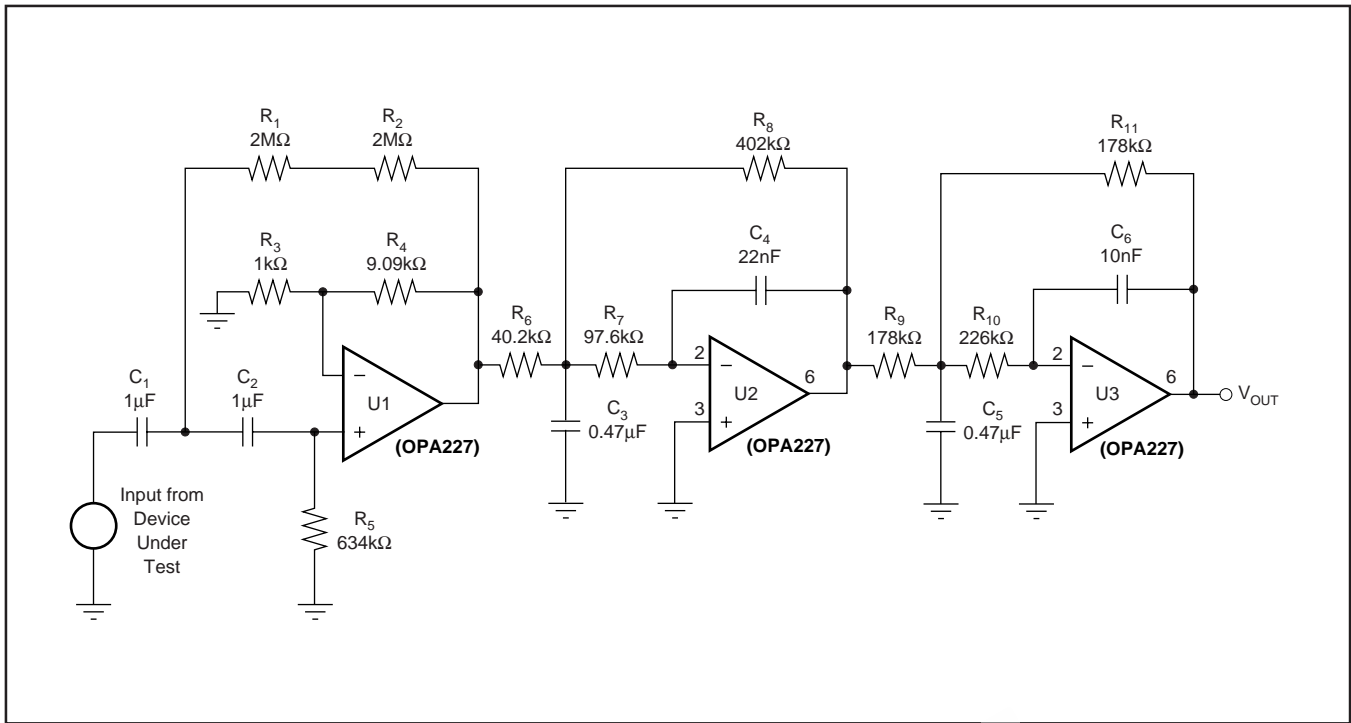 R1
2MΩ
R2
2MΩ
R8
402kΩ
R11
178kΩ
R3
1kΩ
R4
9.09kΩ
C4
22nF
C6
10nF
R6
40.2kΩ
R7
97.6kΩ
R9
178kΩ
R10
226kΩ
C1
1µF
C2
1µF
−
+
U1
(OPA227)
2
−
3
+
6
U2
(OPA227)
2
−
3
+
6
U3
(OPA227)
VOUT
C3
0.47µF
C5
0.47µF
Input from
Device
Under
Test
R5
634kΩ